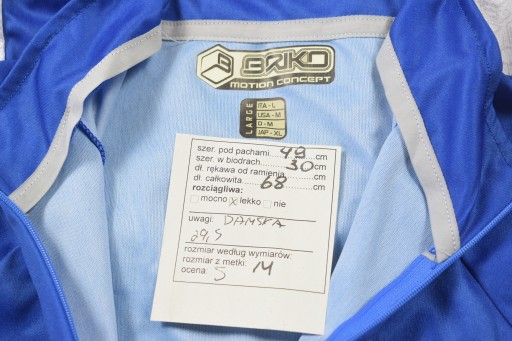 BRIKO
MOTION CONCEPT
LARGE
ITA - L
USA - M
D - M
JAP - XL
szer. pod pachami 49 cm
szer. w biodrach 30 cm
dł. rękawa od ramienia cm
dł. całkowita 68 cm
rozciągliwa:
mocno x lekko nie
uwagi: DAMSKA
29,5
rozmiar według wymiarów:
rozmiar z metki: M
ocena: 5